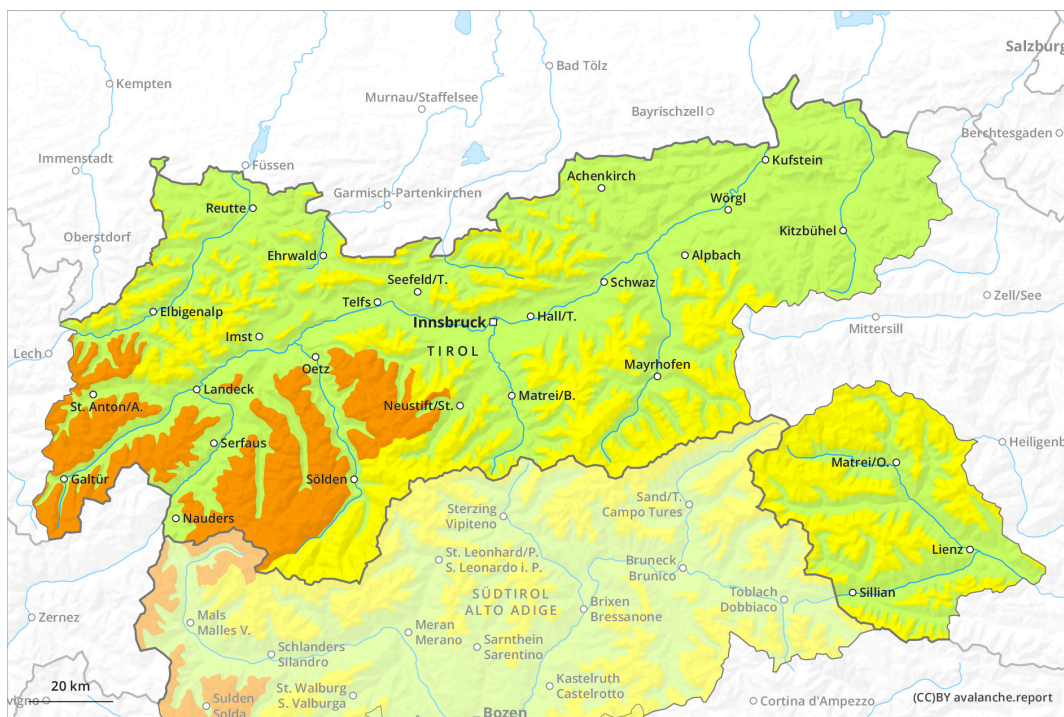 Salzburg
Kempten
Bad Tölz
Murnau/Staffelsee
Bayrischzell
Berchtesgaden
Immenstadt
Füssen
Kufstein
Achenkirch
Garmisch-Partenkirchen
Wörgl
Reutte
Kitzbühel
Oberstdorf
Ehrwald
Alpbach
Seefeld/T.
Schwaz
Telfs
Zell/See
Elbigenalp
Innsbruck
Hall/T.
Mittersill
Imst
Lech
TIROL
Oetz
Mayrhofen
Landeck
Matrei/B.
St. Anton/A.
Neustift/St.
Serfaus
Heiligenb
Matrei/O.
Galtür
Sölden
Sand/T.
Campo Tures
Sterzing
Vipiteno
Nauders
Lienz
St. Leonhard/P.
S. Leonardo i. P.
Bruneck
Brunico
Sillian
SÜDTIROL
ALTO ADIGE
Toblach
Dobbiaco
Brixen
Bressanone
Zernez
Mals
Malles V.
Meran
Merano
Sarnthein
Sarentino
Schlanders
Silandro
Kastelruth
Castelrotto
20 km
St. Walburg
S. Valburga
Sulden
Solda
vigno
Cortina d'Ampezzo
(CC)BY avalanche.report
Bozen